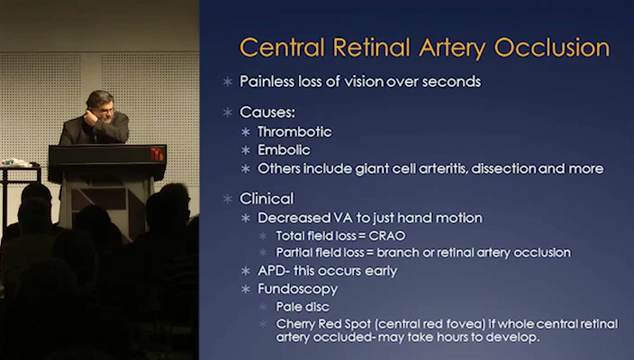 Central Retinal Artery Occlusion
Painless loss of vision over seconds
Causes:
Thrombotic
Embolic
Others include giant cell arteritis, dissection and more
Clinical
Decreased VA to just hand motion
Total field loss = CRAO
Partial field loss = branch or retinal artery occlusion
APD- this occurs early
Fundoscopy
Pale disc
Cherry Red Spot (central red fovea) if whole central retinal
artery occluded- may take hours to develop.